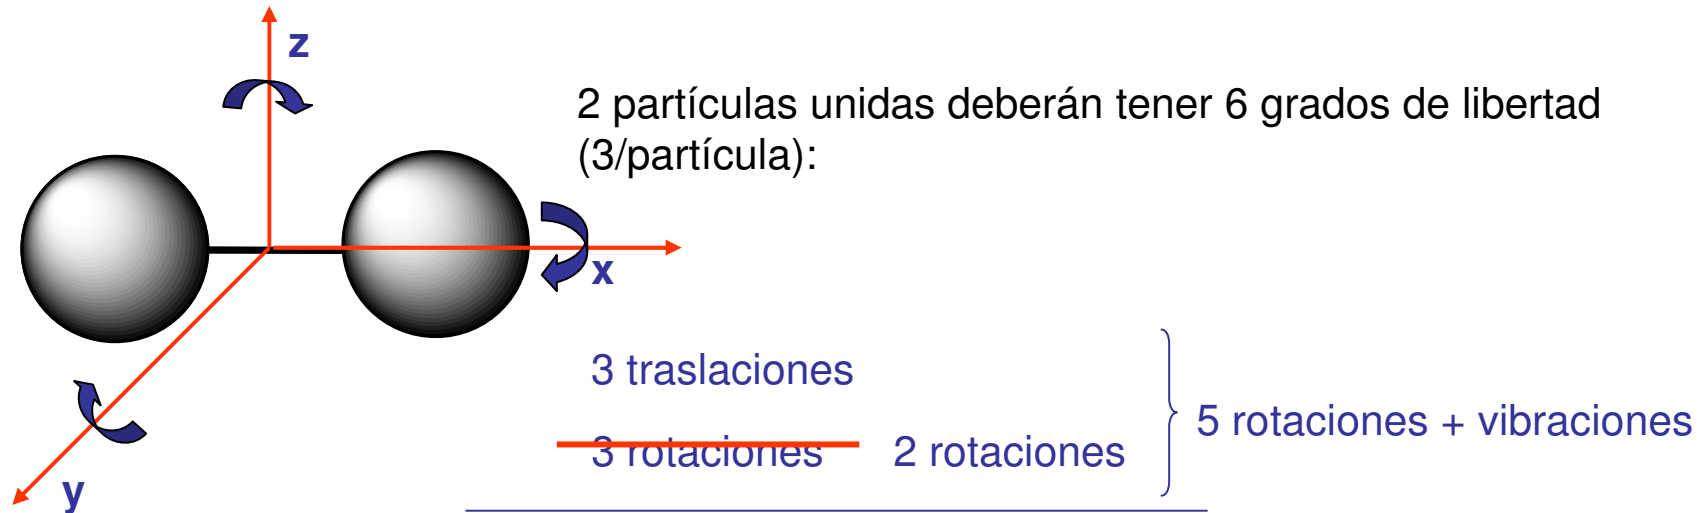 z
2 partículas unidas deberán tener 6 grados de libertad
(3/partícula):
x
3 traslaciones
5 rotaciones + vibraciones
3 rotaciones 2 rotaciones
y